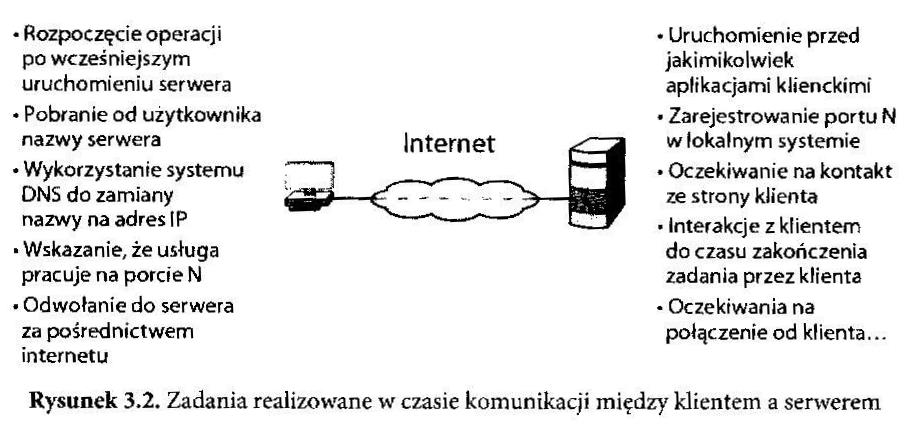 • Rozpoczęcie operacji
po wcześniejszym
uruchomieniu serwera
• Pobranie od użytkownika
nazwy serwera
• Wykorzystanie systemu
DNS do zamiany
nazwy na adres IP
• Wskazanie, że usługa
pracuje na porcie N
• Odwołanie do serwera
za pośrednictwem
internetu
Internet
• Uruchomienie przed
jakimikolwiek
aplikacjami klienckimi
• Zarejestrowanie portu N
w lokalnym systemie
• Oczekiwanie na kontakt
ze strony klienta
• Interakcje z klientem
do czasu zakończenia
zadania przez klienta
• Oczekiwania na
połączenie od klienta...
Rysunek 3.2. Zadania realizowane w czasie komunikacji między klientem a serwerem